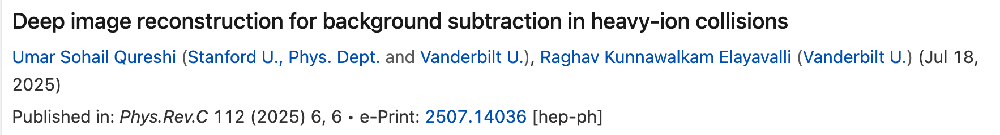 Deep image reconstruction for background subtraction in heavy-ion collisions
Umar Sohail Qureshi (Stanford U., Phys. Dept. and Vanderbilt U.), Raghav Kunnawalkam Elayavalli (Vanderbilt U.) (Jul 18,
2025)
Published in: Phys.Rev.C 112 (2025) 6, 6 • e-Print: 2507.14036 [hep-ph]